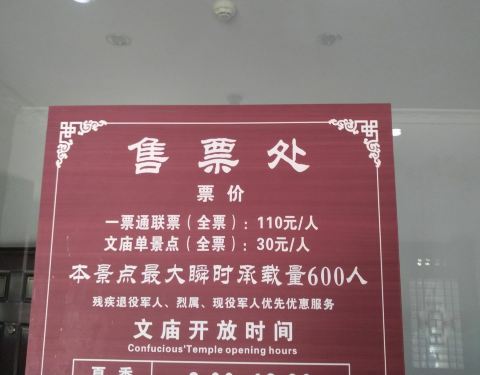 售票处
票价
一票通联票（全票）：110元/人
文庙单景点（全票）：30元/人
本景点最大瞬时承载量600人
残疾退役军人、烈属、现役军人优先优惠服务
文庙开放时间
Confucious'Temple opening hours
夏季